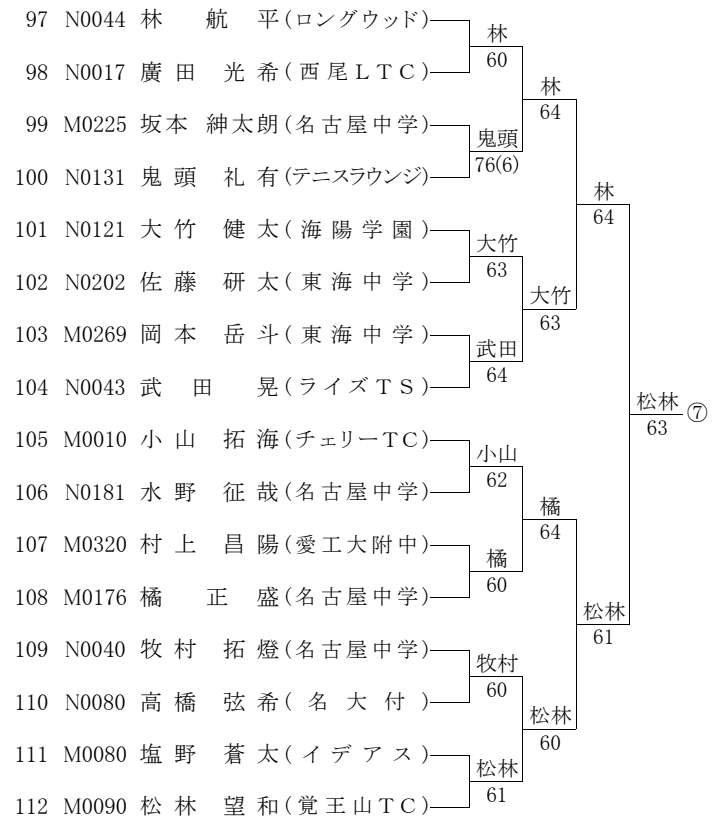 97 N0044 林 航 平(ロングウッド)
林
60
98 N0017 廣 田 光 希(西尾LTC)
林
64
99 M0225 坂本 紳太朗(名古屋中学)
鬼頭
76(6)
100 N0131 鬼 頭 礼 有(テニスラウンジ)
林
64
101 N0121 大 竹 健 太(海陽学園)
大竹
63
102 N0202 佐 藤 研 太(東海中学)
大竹
63
103 M0269 岡 本 岳 斗(東海中学)
武田
64
104 N0043 武 田 晃(ライズTS)
松林 ⑦
63
105 M0010 小 山 拓 海(チェリーTC)
小山
62
106 N0181 水 野 征 哉(名古屋中学)
橘
64
107 M0320 村 上 昌 陽(愛工大附中)
橘
60
108 M0176 橘 正 盛(名古屋中学)
松林
61
109 N0040 牧 村 拓 燈(名古屋中学)
牧村
60
110 N0080 高 橋 弦 希(名大付)
松林
60
111 M0080 塩 野 蒼 太(イデアス)
松林
61
112 M0090 松 林 望 和(覚王山TC)